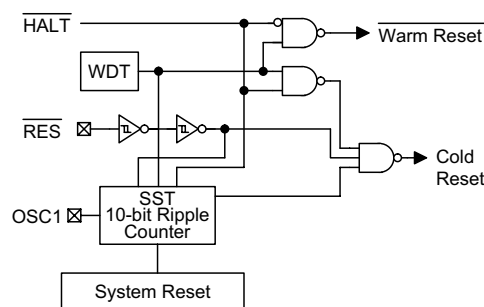 HALT
Warm Reset
WDT
RES
Cold
Reset
SST
10-bit Ripple
Counter
OSC1
System Reset